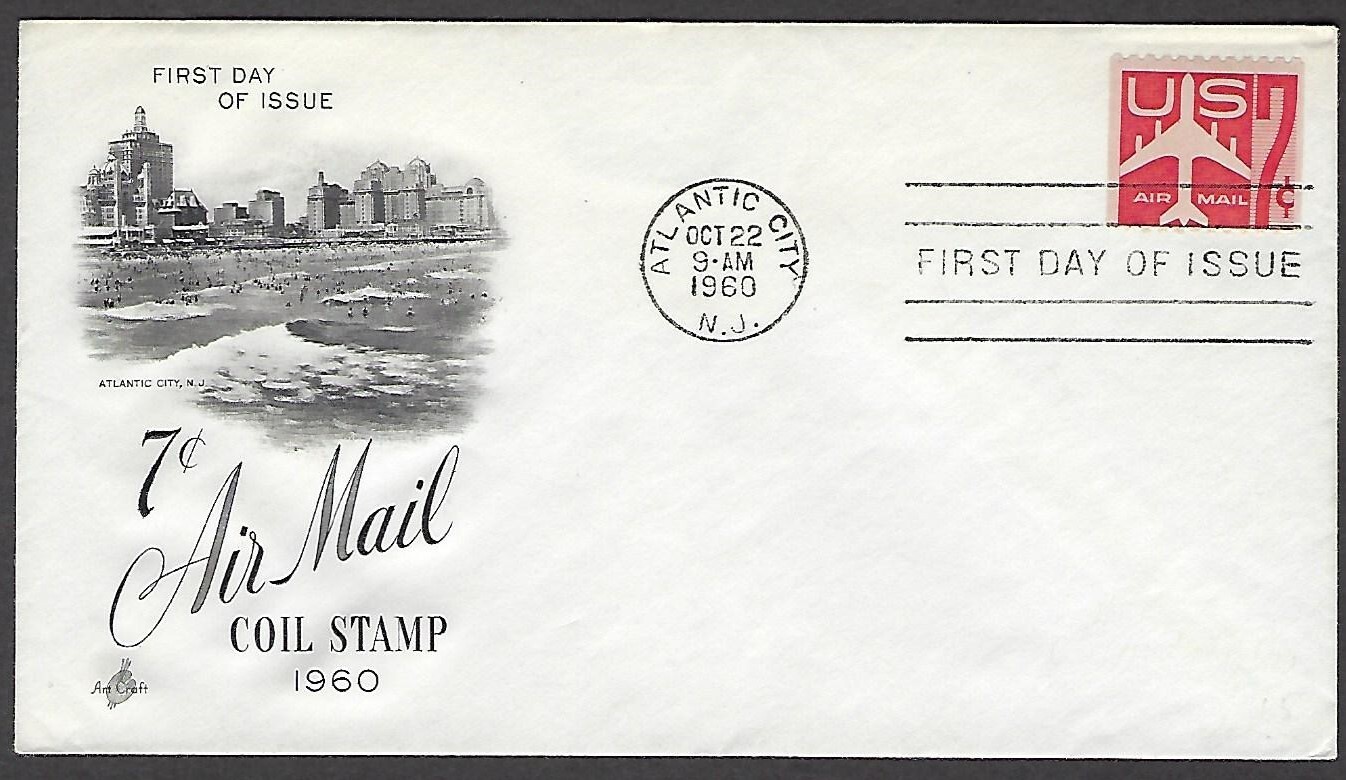 FIRST DAY
OF ISSUE
ATLANTIC CITY, N.J.
7¢
Air Mail
COIL STAMP
1960
Art Craft
ATLANTIC CITY
OCT 22
9·AM
1960
N.J.
US 7¢
AIR MAIL
FIRST DAY OF ISSUE